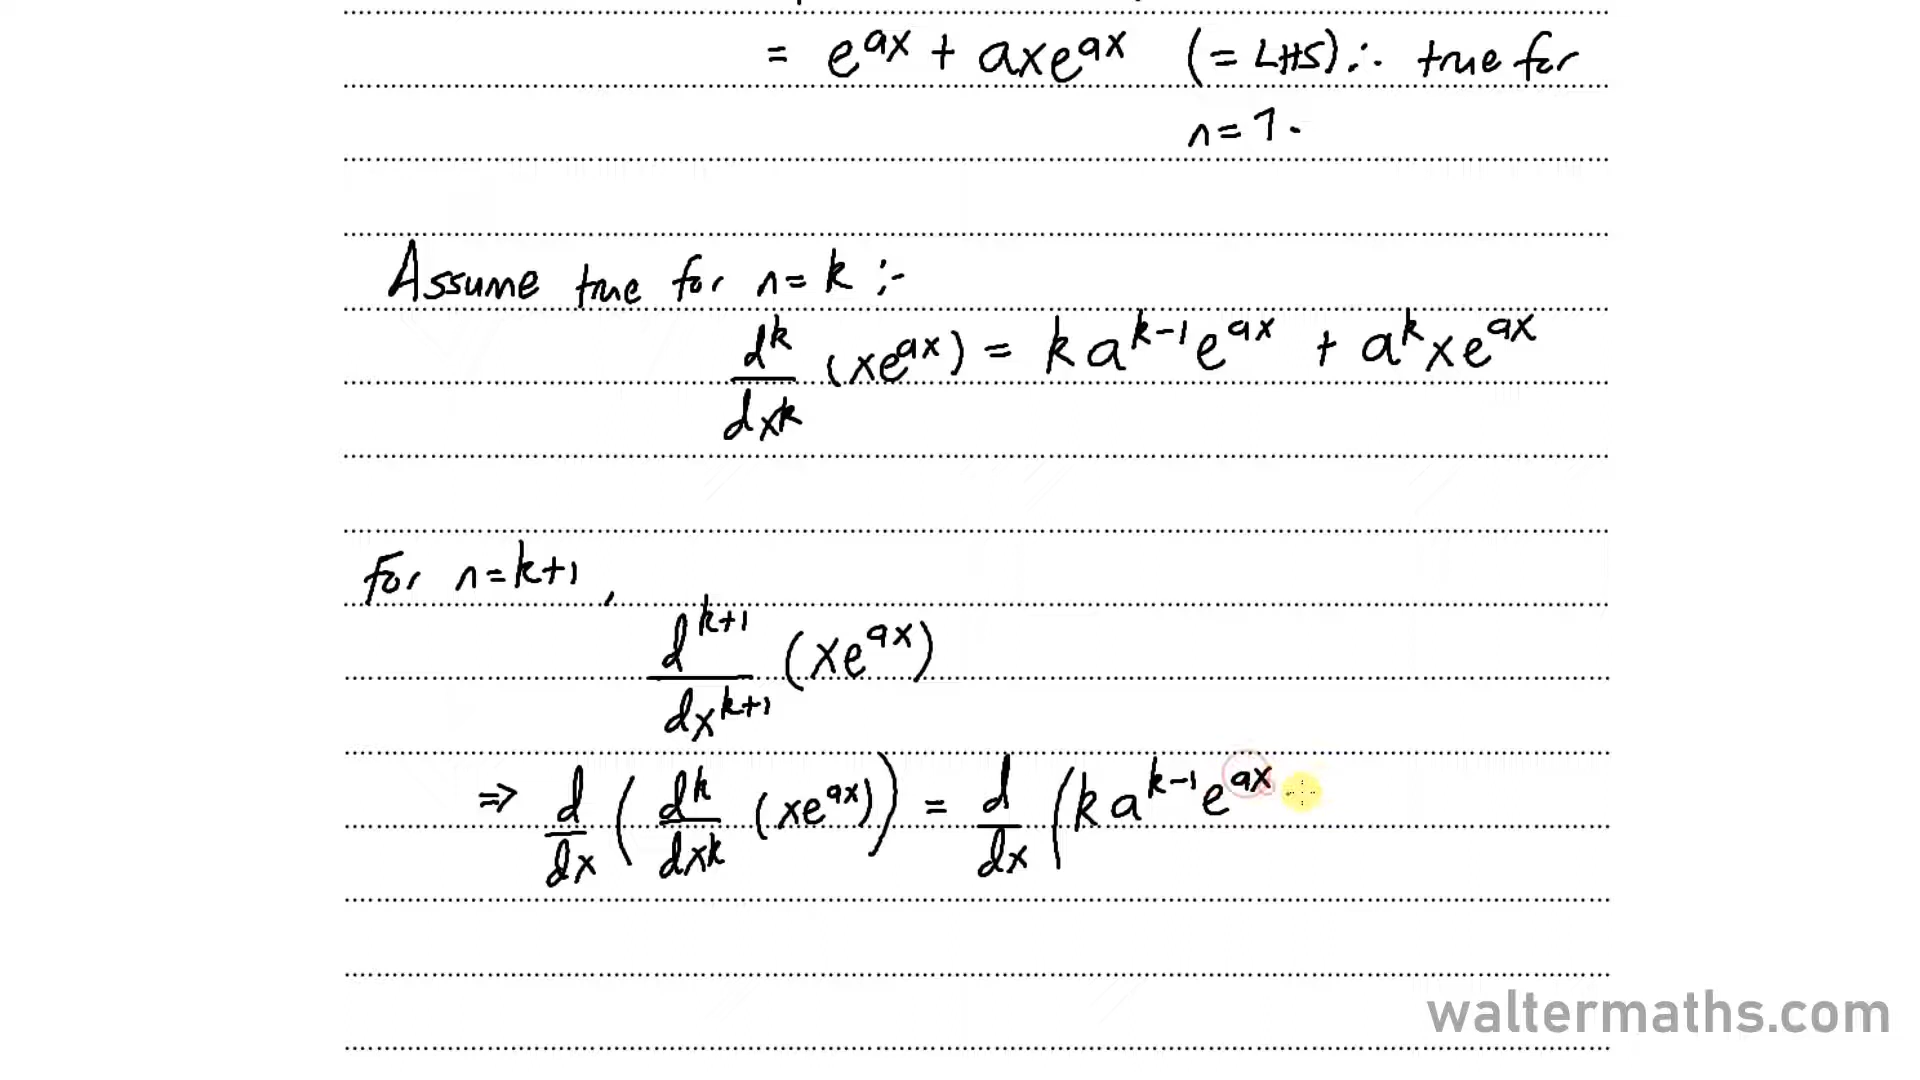 = e^{ax} + axe^{ax} (= LHS) ∴ true for
n = 1.
Assume true for n = k :-
d^k/dx^k (xe^{ax}) = ka^{k-1}e^{ax} + a^k xe^{ax}
For n = k+1,
d^{k+1}/dx^{k+1} (xe^{ax})
⇒ d/dx (d^k/dx^k (xe^{ax})) = d/dx (ka^{k-1}e^{ax}
waltermaths.com